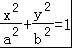 x²/a² + y²/b² = 1